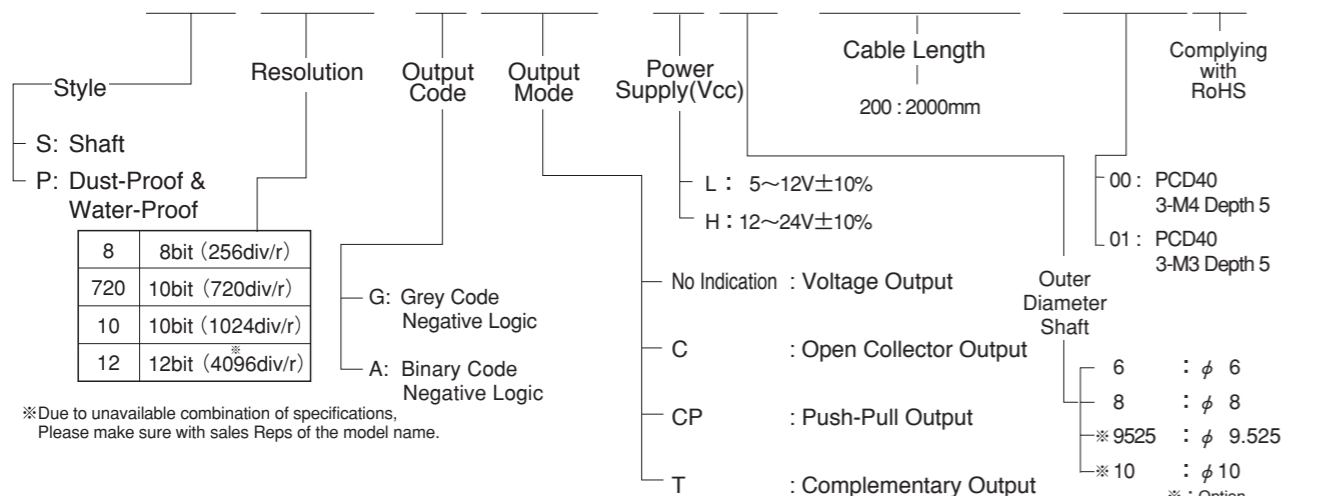 Style
Resolution
Output
Code
Output
Mode
Power
Supply(Vcc)
Cable Length
200 : 2000mm
Complying
with
RoHS
S: Shaft
P: Dust-Proof &
Water-Proof
8 8bit (256div/r)
720 10bit (720div/r)
10 10bit (1024div/r)
12 12bit (4096※div/r)
※Due to unavailable combination of specifications,
Please make sure with sales Reps of the model name.
G: Grey Code
Negative Logic
A: Binary Code
Negative Logic
L : 5~12V±10%
H : 12~24V±10%
No Indication : Voltage Output
C : Open Collector Output
CP : Push-Pull Output
T : Complementary Output
00 : PCD40
3-M4 Depth 5
01 : PCD40
3-M3 Depth 5
Outer
Diameter
Shaft
6 : φ 6
8 : φ 8
※9525 : φ 9.525
※10 : φ10
※ : Option